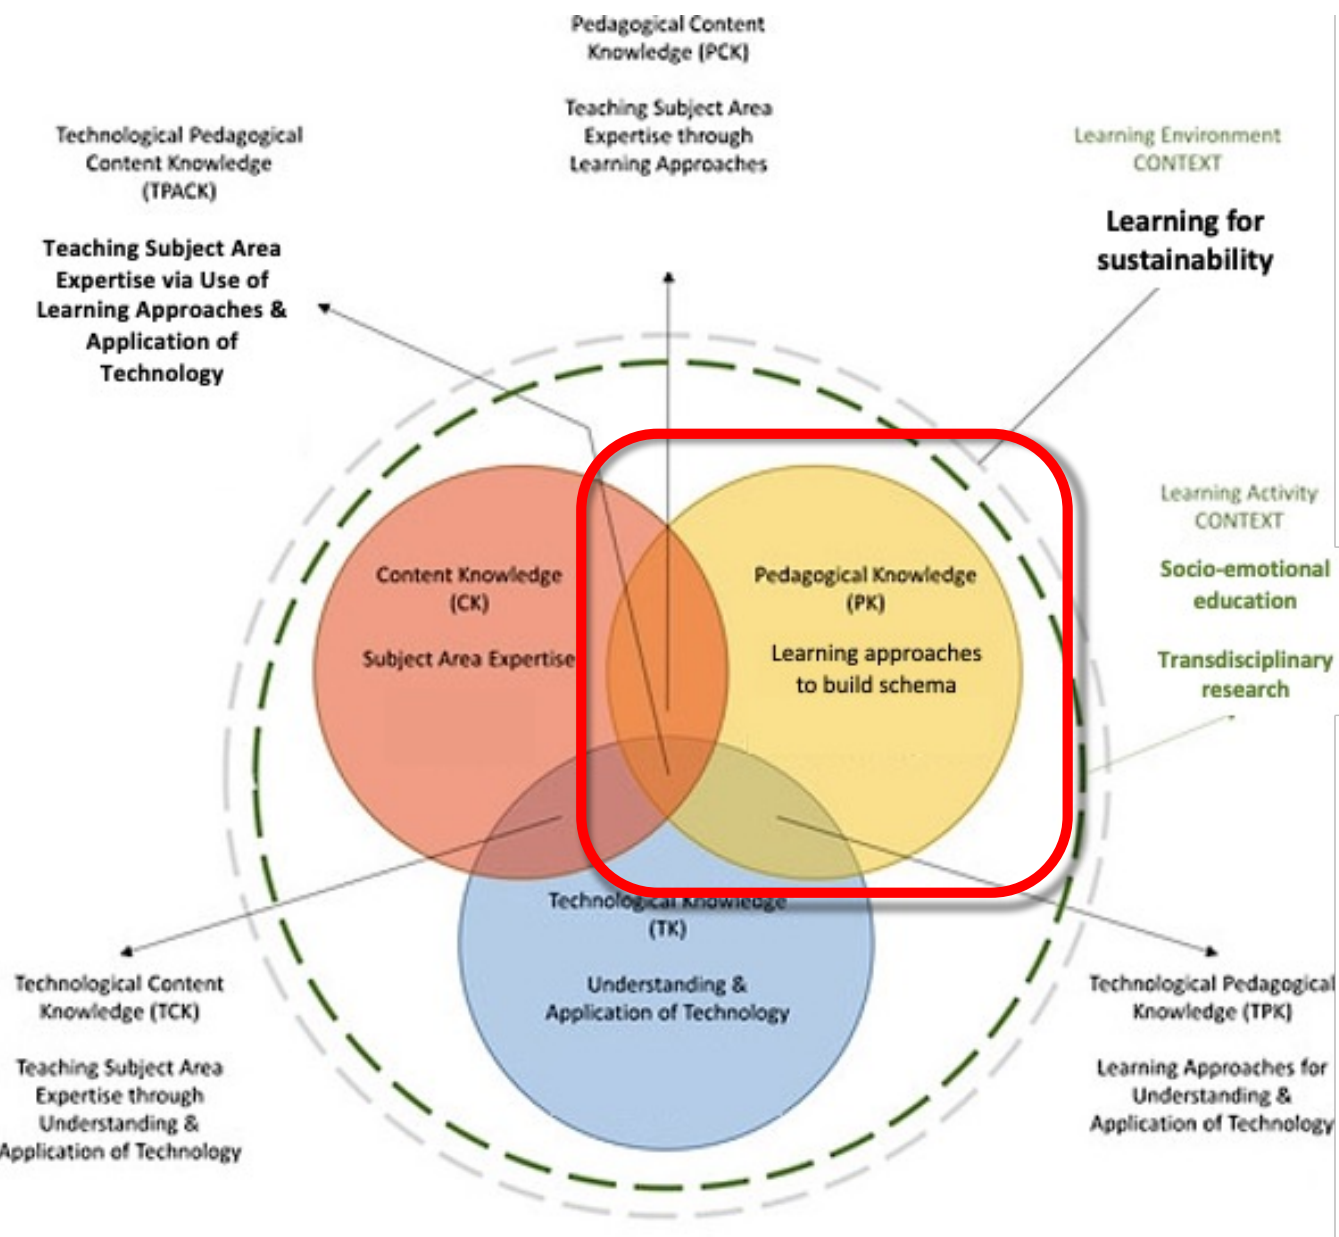 Pedagogical Content
Knowledge (PCK)
Teaching Subject Area
Expertise through
Learning Approaches
Technological Pedagogical
Content Knowledge
(TPACK)
Teaching Subject Area
Expertise via Use of
Learning Approaches &
Application of
Technology
Learning Environment
CONTEXT
Learning for
sustainability
Learning Activity
CONTEXT
Socio-emotional
education
Transdisciplinary
research
Content Knowledge
(CK)
Subject Area Expertise
Pedagogical Knowledge
(PK)
Learning approaches
to build schema
Technological Knowledge
(TK)
Understanding &
Application of Technology
Technological Content
Knowledge (TCK)
Teaching Subject Area
Expertise through
Understanding &
Application of Technology
Technological Pedagogical
Knowledge (TPK)
Learning Approaches for
Understanding &
Application of Technology